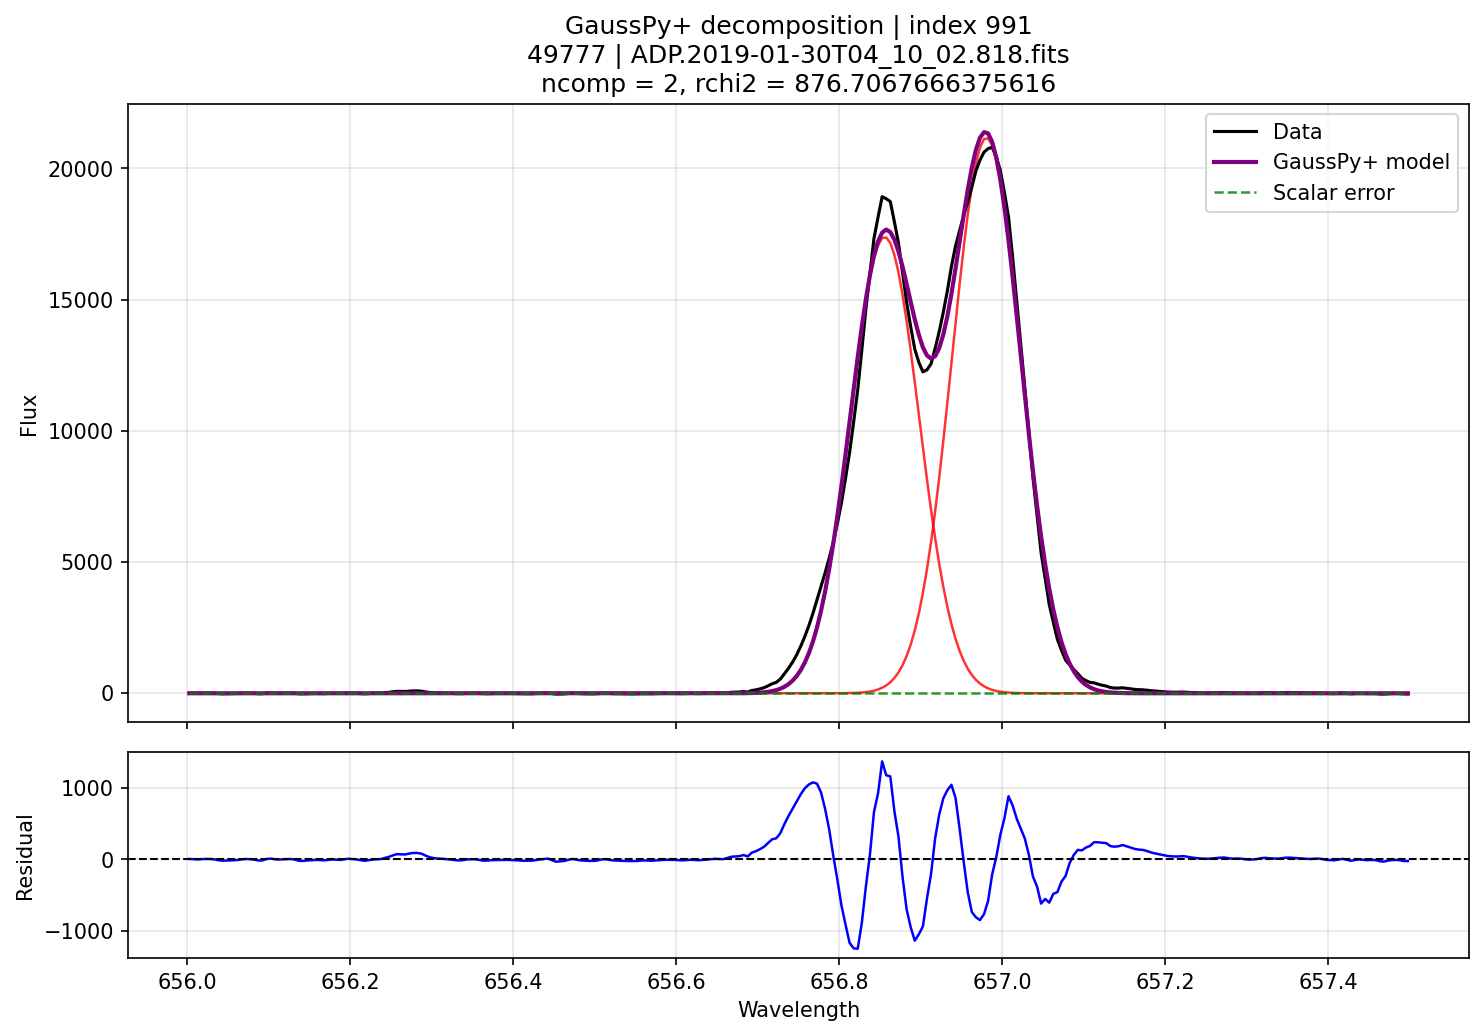 GaussPy+ decomposition | index 991
49777 | ADP.2019-01-30T04_10_02.818.fits
ncomp = 2, rchi2 = 876.7067666375616
Data
GaussPy+ model
Scalar error
Flux
20000
15000
10000
5000
0
Residual
1000
0
−1000
656.0 656.2 656.4 656.6 656.8 657.0 657.2 657.4
Wavelength